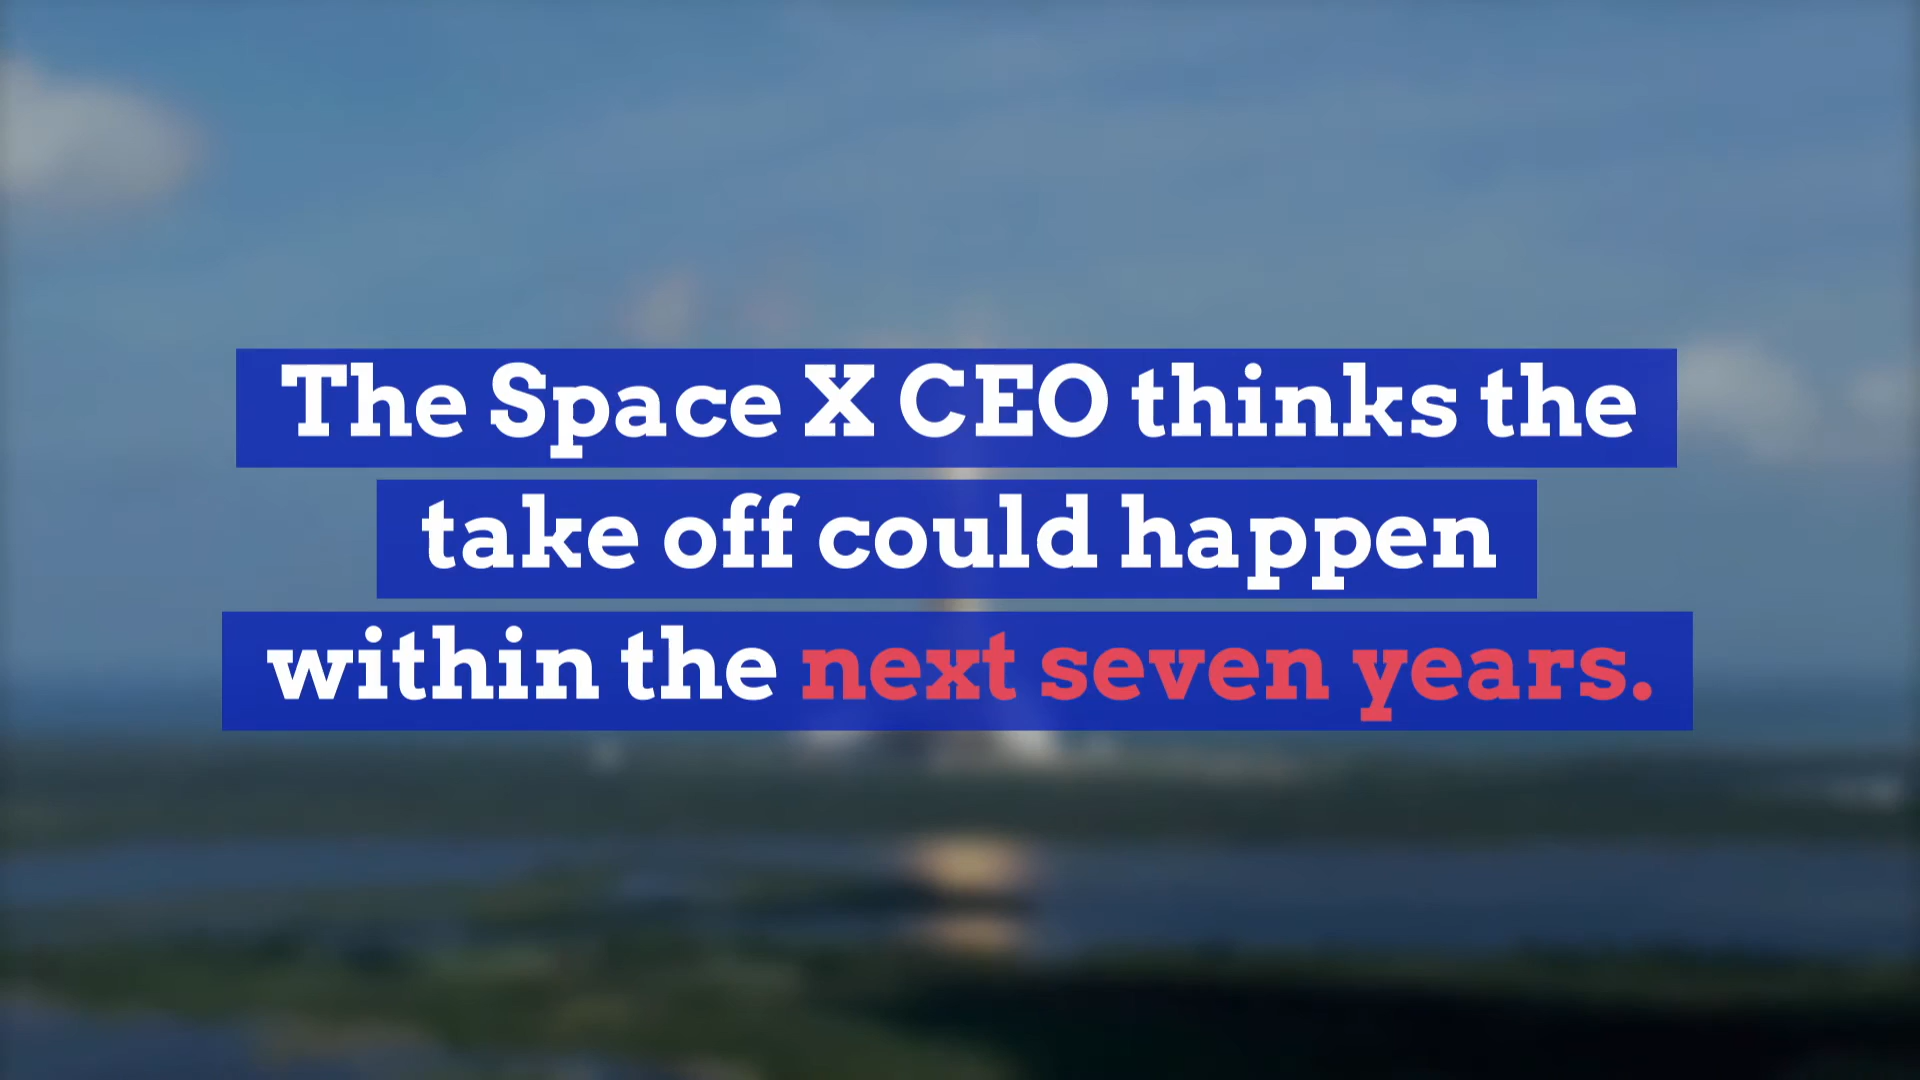 The Space X CEO thinks the
take off could happen
within the next seven years.